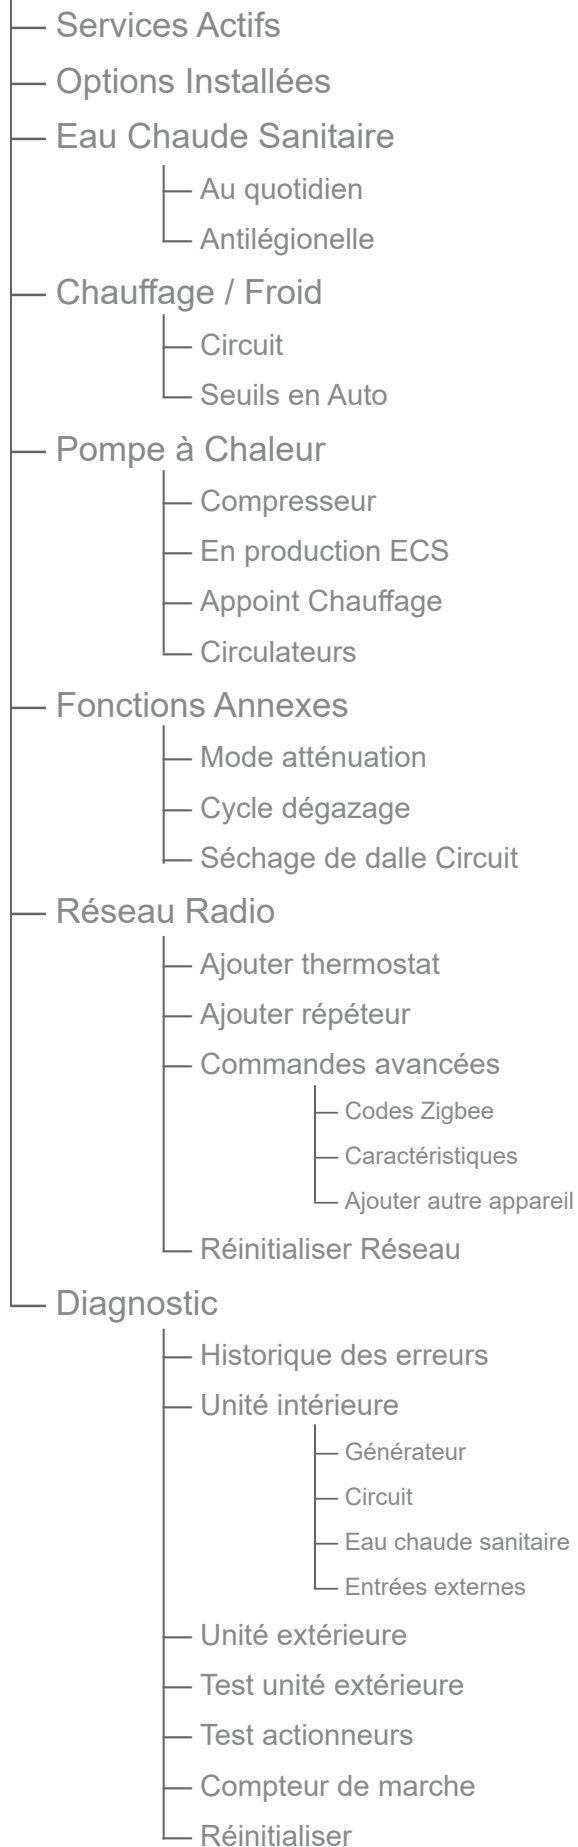 Services Actifs
Options Installées
Eau Chaude Sanitaire
Au quotidien
Antilégionelle
Chauffage / Froid
Circuit
Seuils en Auto
Pompe à Chaleur
Compresseur
En production ECS
Appoint Chauffage
Circulateurs
Fonctions Annexes
Mode atténuation
Cycle dégazage
Séchage de dalle Circuit
Réseau Radio
Ajouter thermostat
Ajouter répéteur
Commandes avancées
Codes Zigbee
Caractéristiques
Ajouter autre appareil
Réinitialiser Réseau
Diagnostic
Historique des erreurs
Unité intérieure
Générateur
Circuit
Eau chaude sanitaire
Entrées externes
Unité extérieure
Test unité extérieure
Test actionneurs
Compteur de marche
Réinitialiser